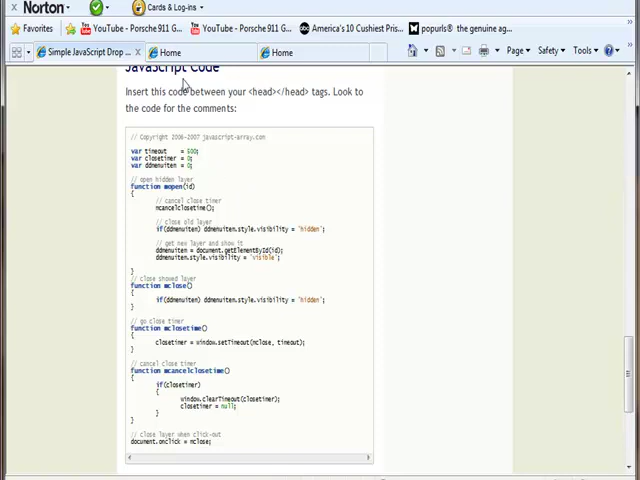 Norton
Cards & Log-ins
Favorites
YouTube - Porsche 911 G...
YouTube - Porsche 911 G...
America's 10 Cushiest Pris...
popurls® the genuine ag...
Simple JavaScript Drop ...
Home
Home
Page
Safety
Tools
JavaScript Code
Insert this code between your <head></head> tags. Look to
the code for the comments:
// Copyright 2006-2007 javascript-array.com
var timeout = 500;
var closetimer = 0;
var ddmenuitem = 0;
// open hidden layer
function mopen(id)
{
// cancel close timer
mcancelclosetime();
// close old layer
if(ddmenuitem) ddmenuitem.style.visibility = 'hidden';
// get new layer and show it
ddmenuitem = document.getElementById(id);
ddmenuitem.style.visibility = 'visible';
}
// close showed layer
function mclose()
{
if(ddmenuitem) ddmenuitem.style.visibility = 'hidden';
}
// go close timer
function mclosetime()
{
closetimer = window.setTimeout(mclose, timeout);
}
// cancel close timer
function mcancelclosetime()
{
if(closetimer)
{
window.clearTimeout(closetimer);
closetimer = null;
}
}
// close layer when click-out
document.onclick = mclose;